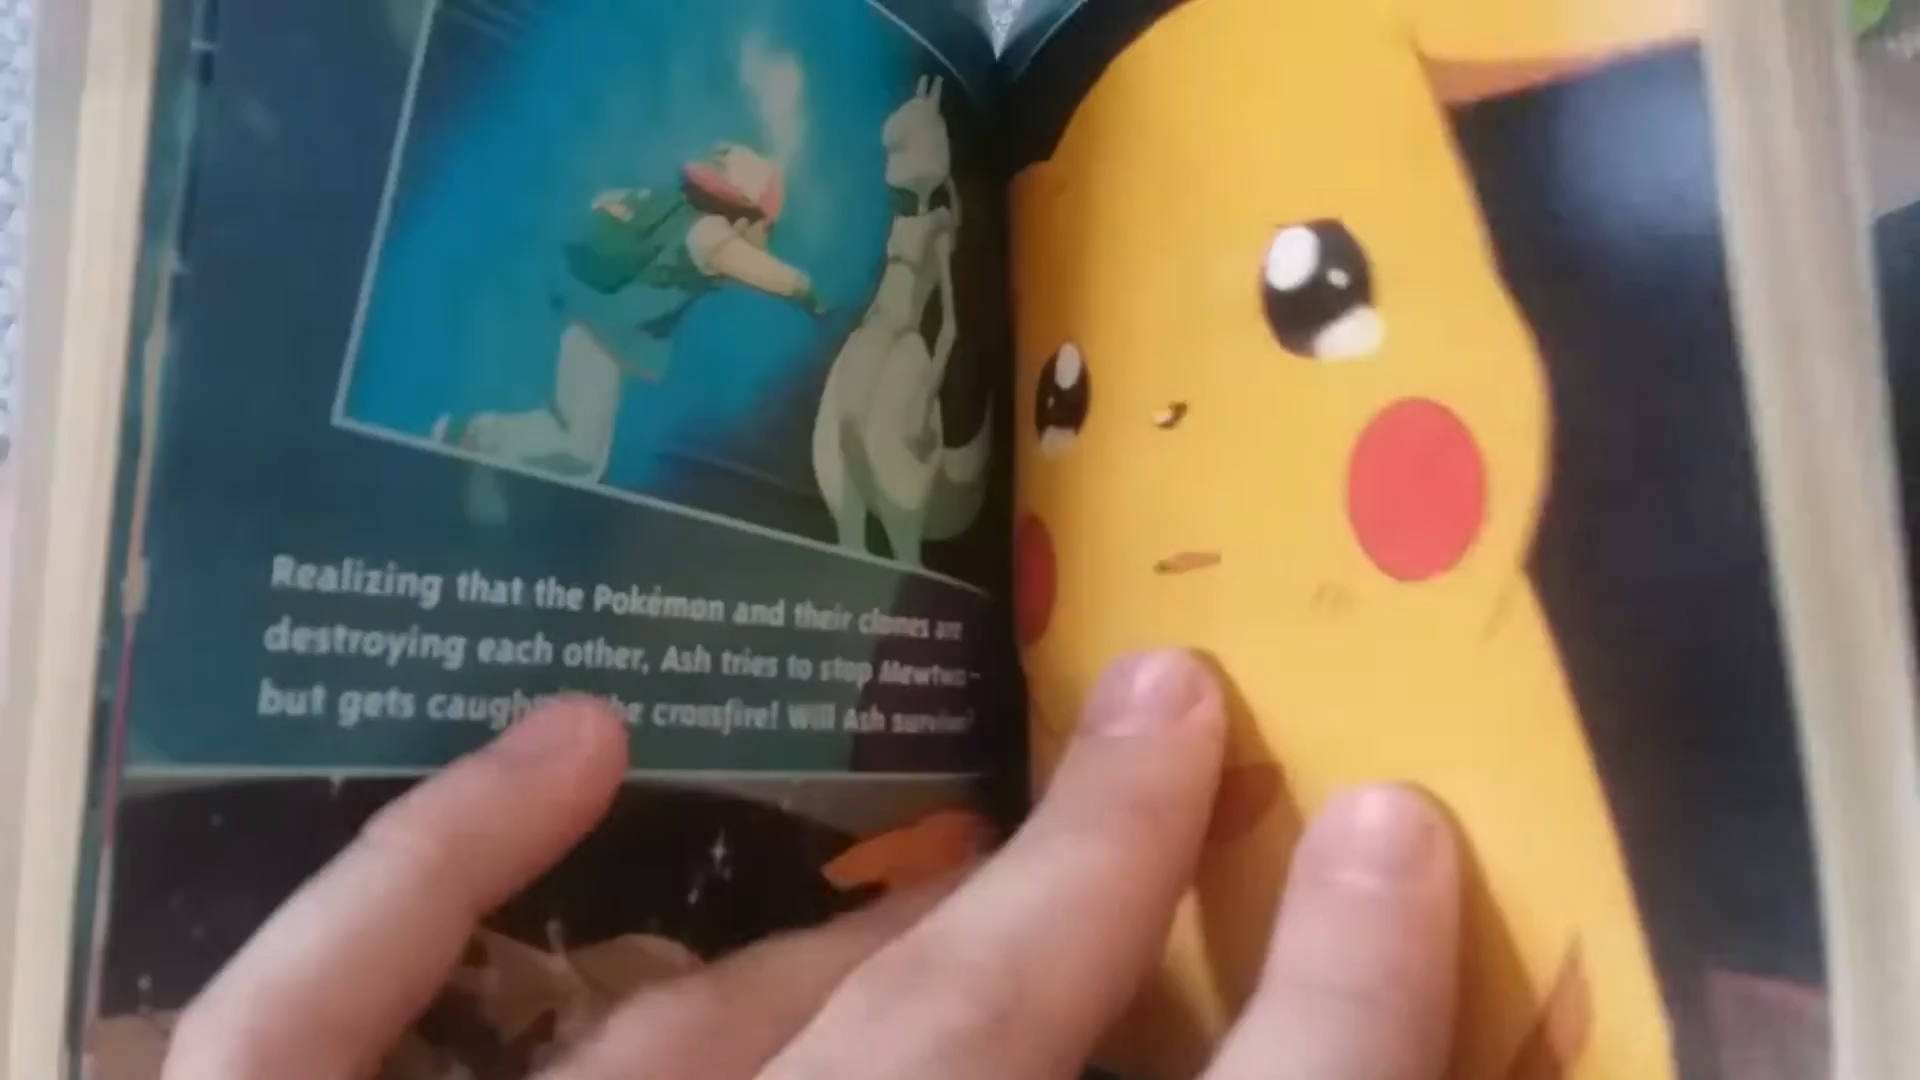 Realizing that the Pokémon and their clones are
destroying each other, Ash tries to stop Mewtwo-
but gets caught the crossfire! Will Ash survive?